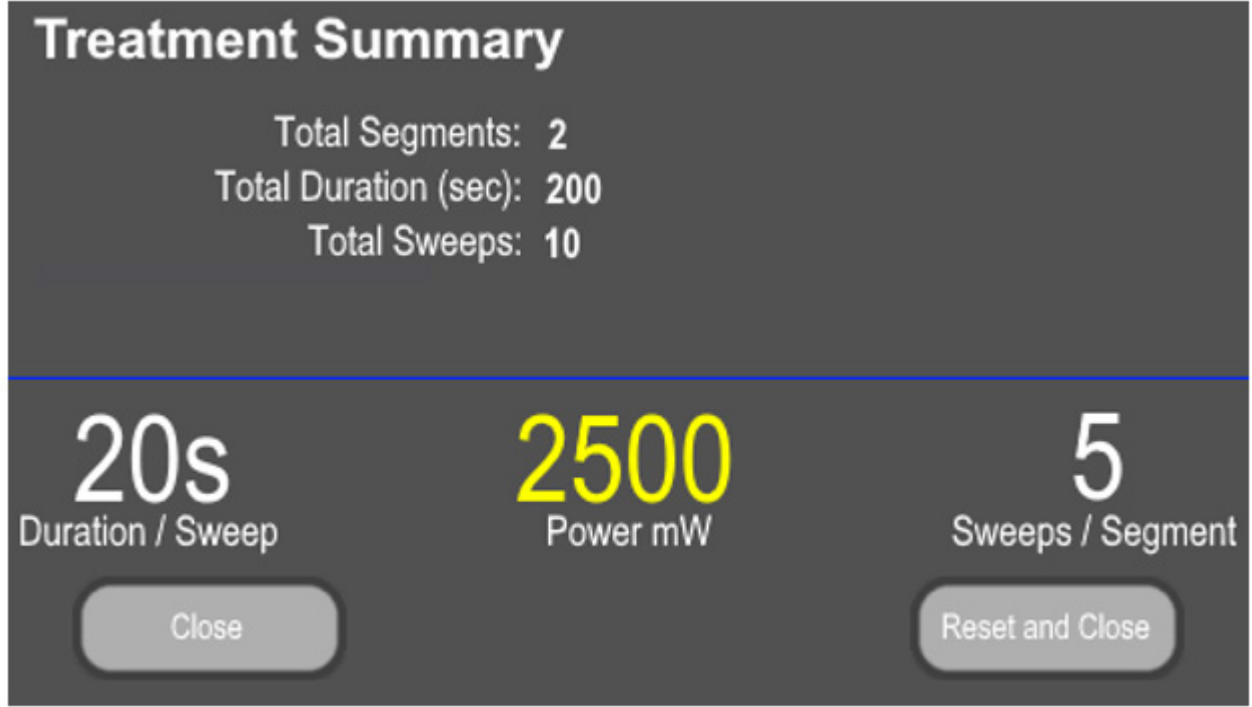 Treatment Summary
Total Segments: 2
Total Duration (sec): 200
Total Sweeps: 10
20s 2500 5
Duration / Sweep Power mW Sweeps / Segment
Close Reset and Close